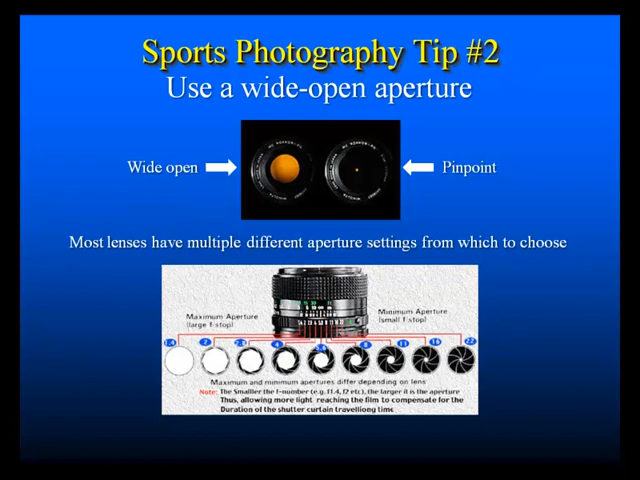 Sports Photography Tip #2
Use a wide-open aperture
Wide open
Pinpoint
Most lenses have multiple different aperture settings from which to choose
Maximum Aperture
(large f-stop)
Minimum Aperture
(small f-stop)
1.4 2 2.8 4 5.6 8 11 16 22
Maximum and minimum apertures differ depending on lens
Note: The Smalller the f-number (e.g. f1.4, f2 etc), the larger it is the aperture
Thus, allowing more light reaching the film to compensate for the
Duration of the shutter curtain travelliong time